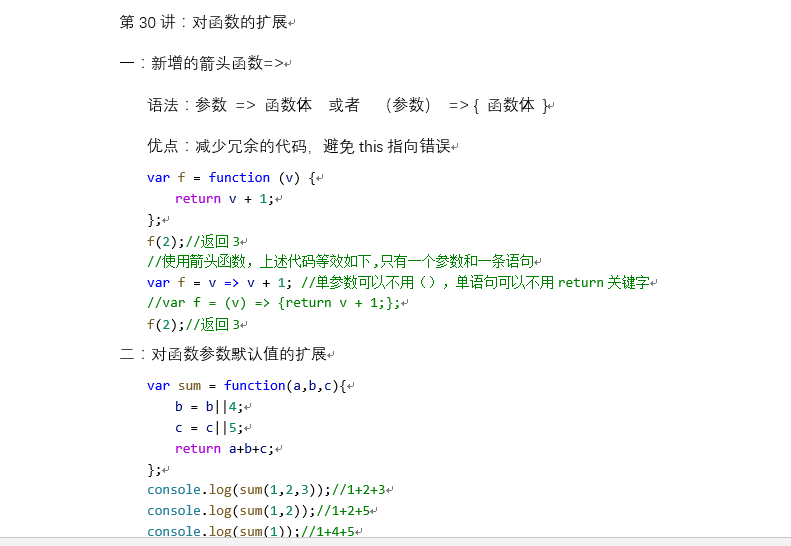 第 30 讲：对函数的扩展
一：新增的箭头函数=>
语法：参数 => 函数体 或者 （参数） =>{ 函数体 }
优点：减少冗余的代码，避免 this 指向错误
var f = function (v) {
return v + 1;
};
f(2);//返回 3
//使用箭头函数，上述代码等效如下,只有一个参数和一条语句
var f = v => v + 1; //单参数可以不用（），单语句可以不用 return 关键字
//var f = (v) => {return v + 1;};
f(2);//返回 3
二：对函数参数默认值的扩展
var sum = function(a,b,c){
b = b||4;
c = c||5;
return a+b+c;
};
console.log(sum(1,2,3));//1+2+3
console.log(sum(1,2));//1+2+5
console.log(sum(1));//1+4+5